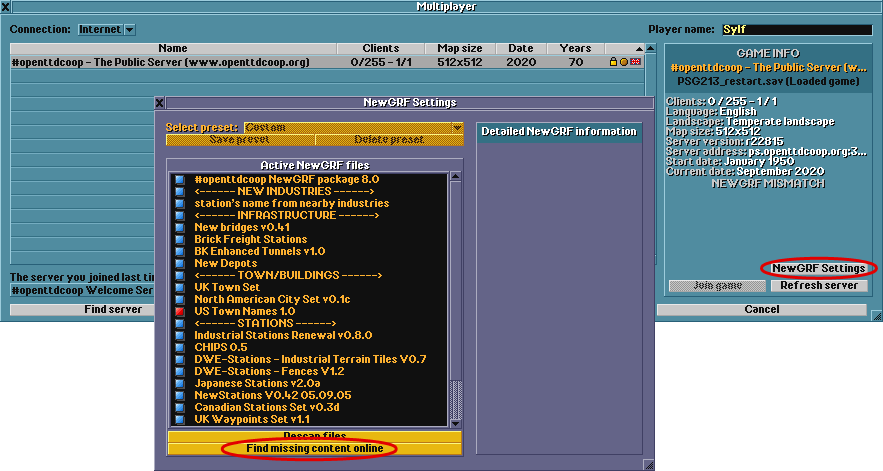 Multiplayer
Connection: Internet
Player name: Sylf
Name Clients Map size Date Years
#openttdcoop - The Public Server (www.openttdcoop.org) 0/255 - 1/1 512x512 2020 70
GAME INFO
#openttdcoop - The Public Server (w...
PSG213_restart.sav (Loaded game)
Clients: 0 / 255 - 1 / 1
Language: English
Landscape: Temperate landscape
Map size: 512x512
Server version: r22815
Server address: ps.openttdcoop.org:3...
Start date: January 1950
Current date: September 2020
NEWGRF MISMATCH
NewGRF Settings
Join game Refresh server
The server you joined last tim
#openttdcoop Welcome Ser
Find server
Cancel
NewGRF Settings
Select preset: Custom
Save preset Delete preset
Active NewGRF files
#openttdcoop NewGRF package 8.0
<------ NEW INDUSTRIES ------>
station's name from nearby industries
<------ INFRASTRUCTURE ------>
New bridges v0.41
Brick Freight Stations
BK Enhanced Tunnels v1.0
New Depots
<------ TOWN/BUILDINGS ------>
UK Town Set
North American City Set v0.1c
US Town Names 1.0
<------ STATIONS ------>
Industrial Stations Renewal v0.8.0
CHIPS 0.5
DWE-Stations - Industrial Terrain Tiles V0.7
DWE-Stations - Fences V1.2
Japanese Stations v2.0a
NewStations V0.42 05.09.05
Canadian Stations Set v0.3d
UK Waypoints Set v1.1
Rescan files
Find missing content online
Detailed NewGRF information